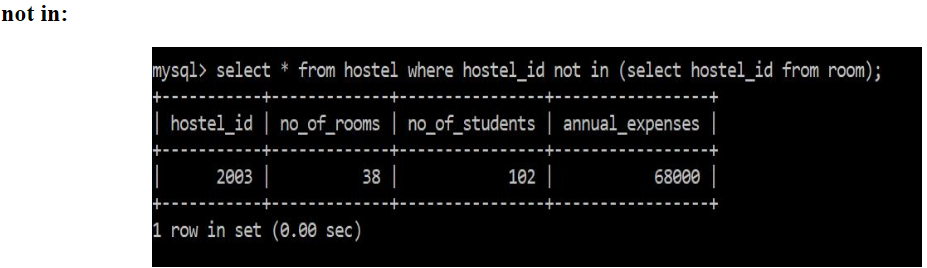 not in:
mysql> select * from hostel where hostel_id not in (select hostel_id from room);
+-----------+-------------+----------------+-----------------+
| hostel_id | no_of_rooms | no_of_students | annual_expenses |
+-----------+-------------+----------------+-----------------+
|      2003 |          38 |            102 |           68000 |
+-----------+-------------+----------------+-----------------+
1 row in set (0.00 sec)